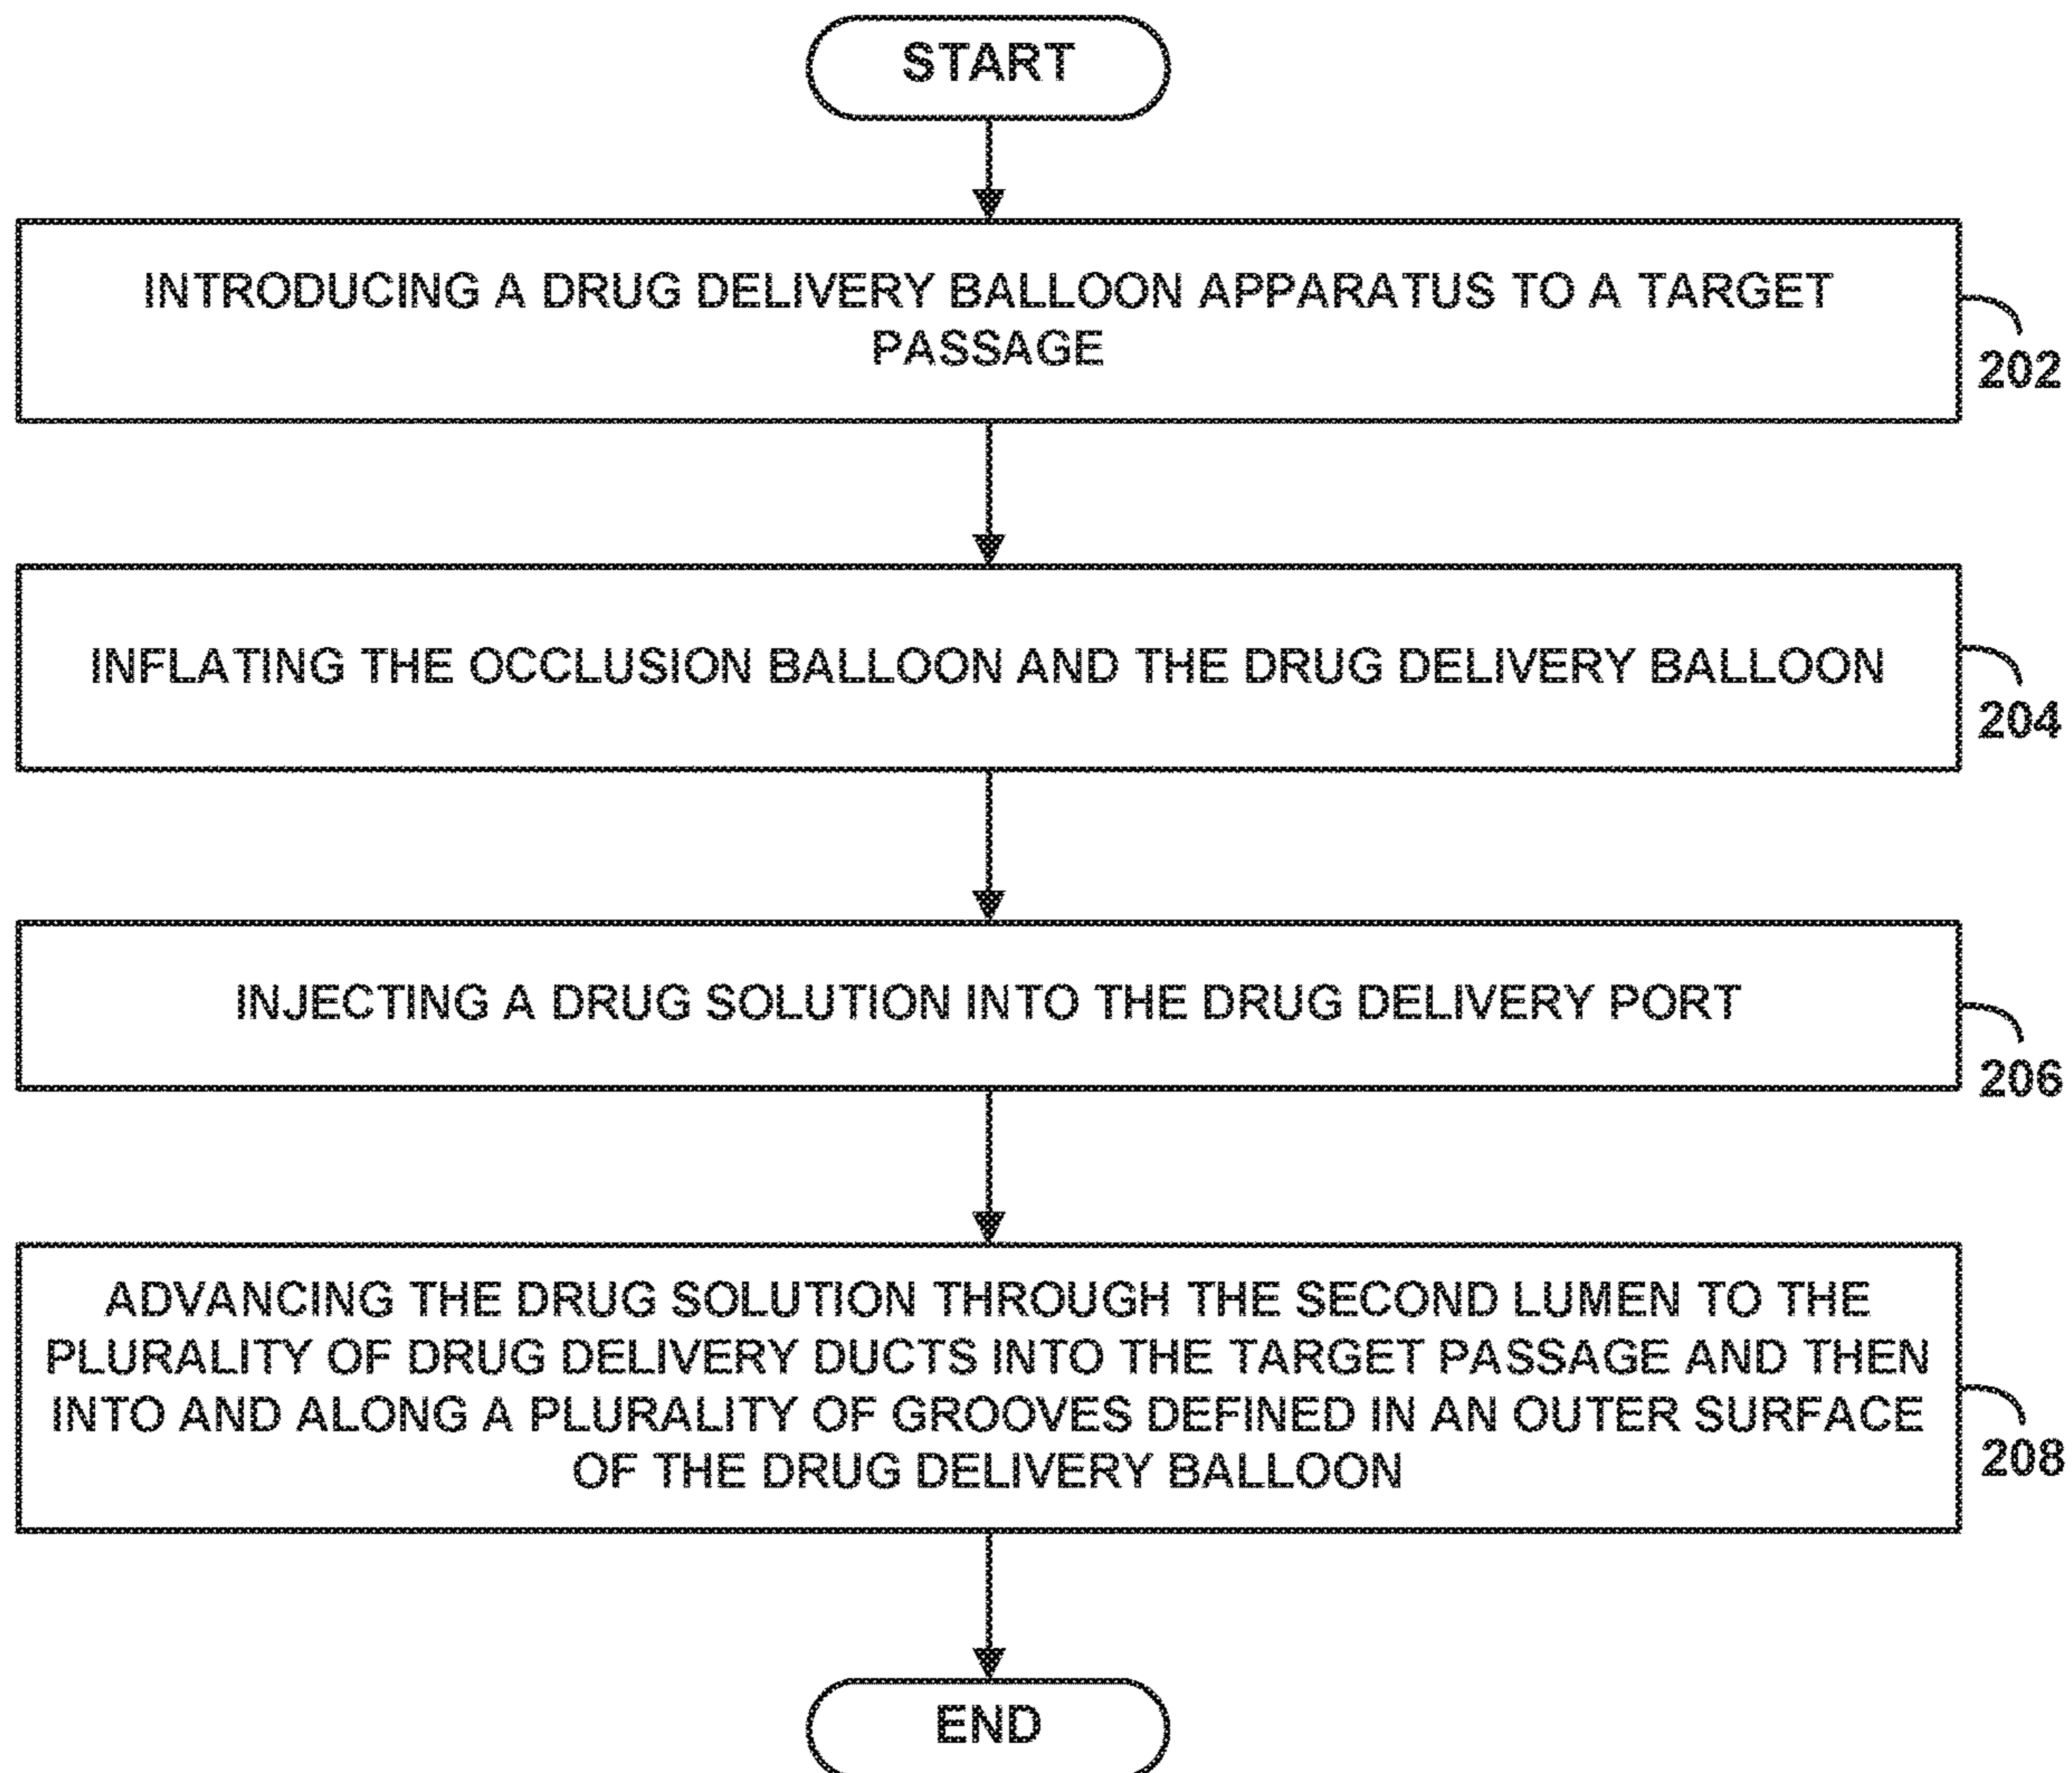 START
INTRODUCING A DRUG DELIVERY BALLOON APPARATUS TO A TARGET
PASSAGE
202
INFLATING THE OCCLUSION BALLOON AND THE DRUG DELIVERY BALLOON
204
INJECTING A DRUG SOLUTION INTO THE DRUG DELIVERY PORT
206
ADVANCING THE DRUG SOLUTION THROUGH THE SECOND LUMEN TO THE
PLURALITY OF DRUG DELIVERY DUCTS INTO THE TARGET PASSAGE AND THEN
INTO AND ALONG A PLURALITY OF GROOVES DEFINED IN AN OUTER SURFACE
OF THE DRUG DELIVERY BALLOON
208
END